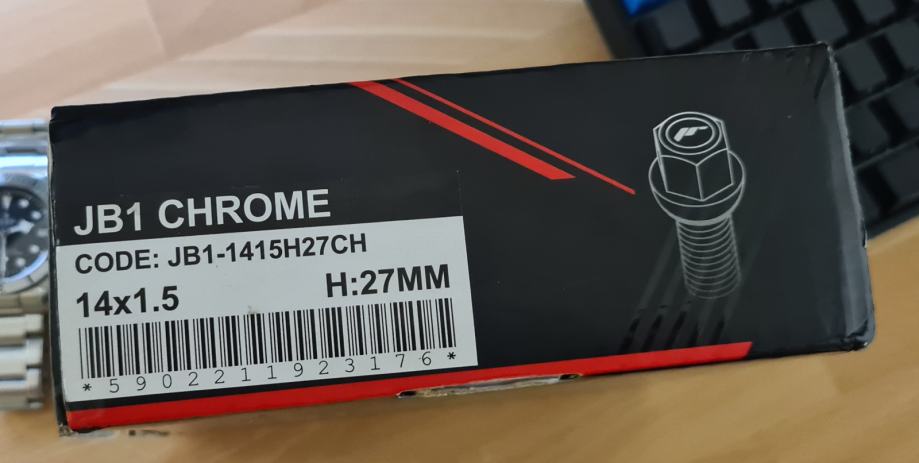 JB1 CHROME
CODE: JB1-1415H27CH
14x1.5 H:27MM
*5902211923176*